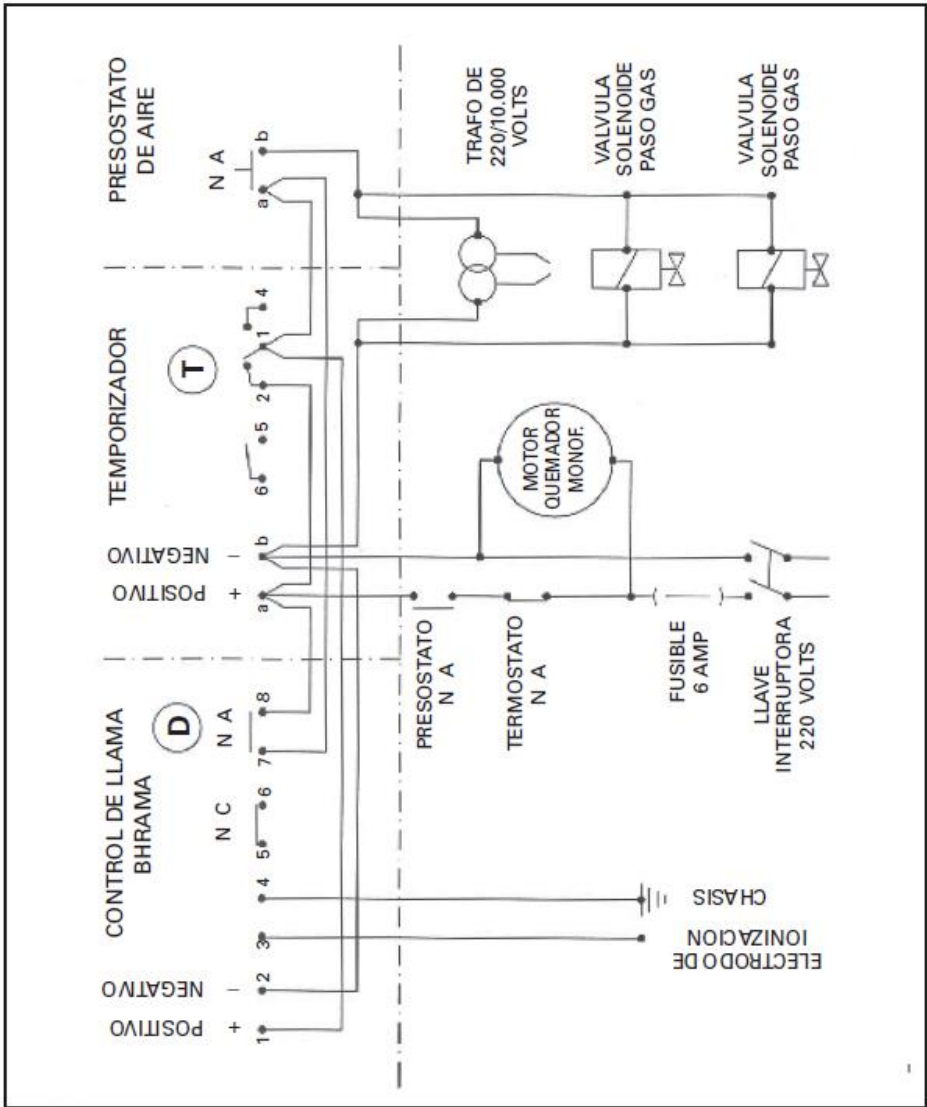 CONTROL DE LLAMA
BHRAMA
TEMPORIZADOR
PRESOSTATO
DE AIRE
D
T
POSITIVO
NEGATIVO
N C
N A
POSITIVO
NEGATIVO
N A
+
-
+
-
1
2
3
4
5
6
7
8
a
b
6
5
2
1
4
a
b
PRESOSTATO
N A
TERMOSTATO
N A
FUSIBLE
6 AMP
LLAVE
INTERRUPTORA
220 VOLTS
MOTOR
QUEMADOR
MONOF.
TRAFO DE
220/10.000
VOLTS
VALVULA
SOLENOIDE
PASO GAS
VALVULA
SOLENOIDE
PASO GAS
ELECTRODO DE
IONIZACION
CHASIS